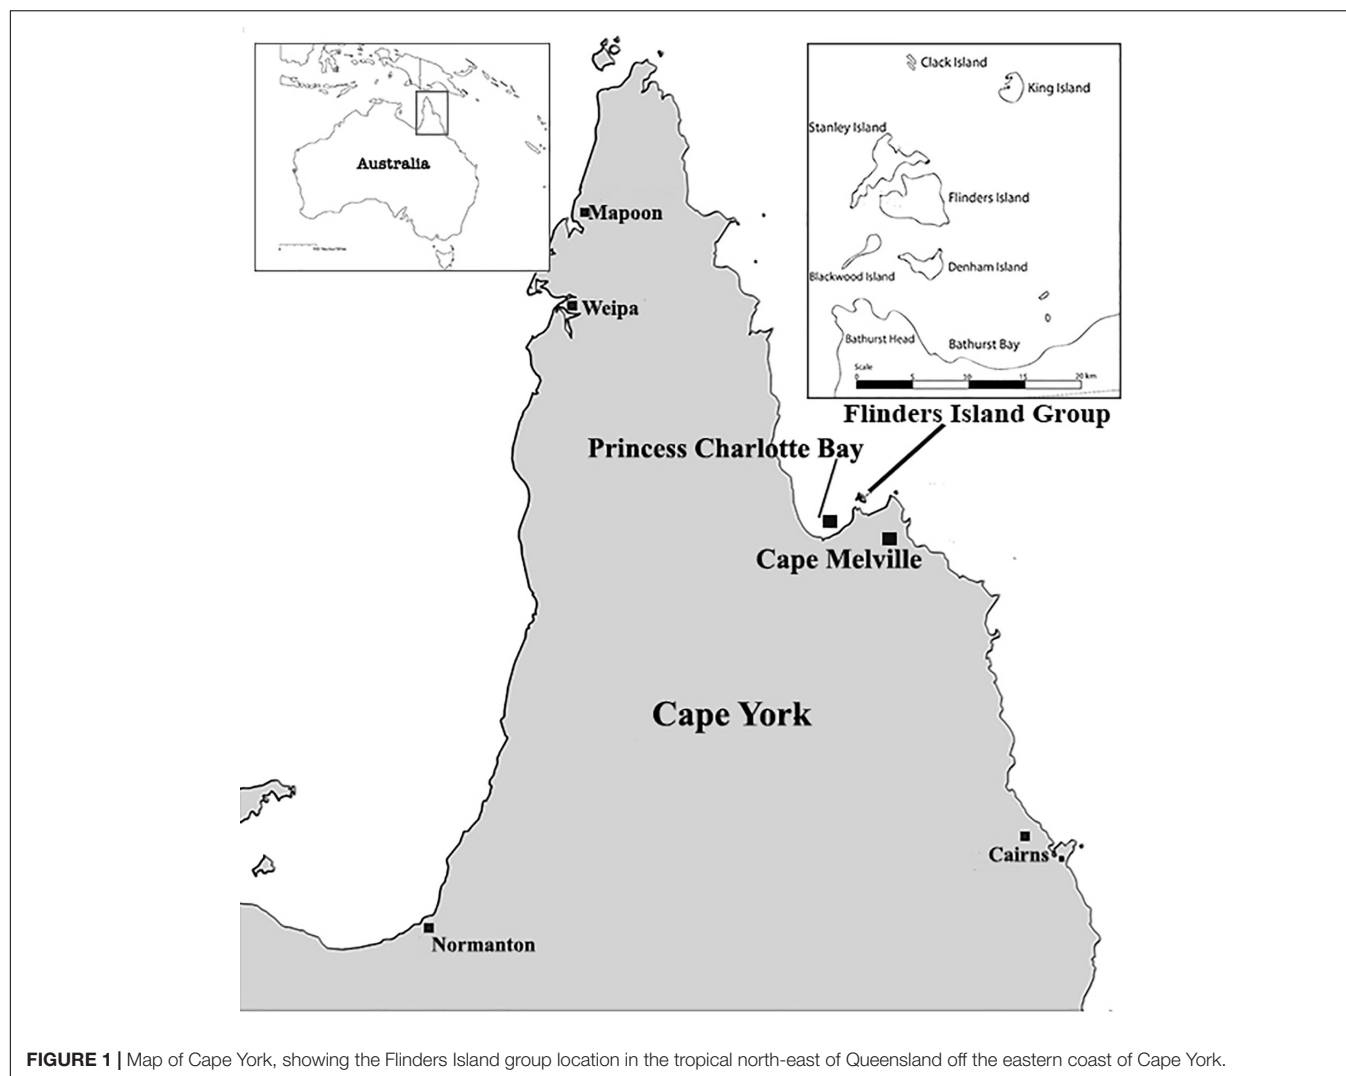 Clack Island
King Island
Stanley Island
Flinders Island
Denham Island
Blackwood Island
Bathurst Head
Bathurst Bay
Scale
0 5 10 15 20 km
Australia
Mapoon
Weipa
Flinders Island Group
Princess Charlotte Bay
Cape Melville
Cape York
Cairns
Normanton
FIGURE 1 | Map of Cape York, showing the Flinders Island group location in the tropical north-east of Queensland off the eastern coast of Cape York.